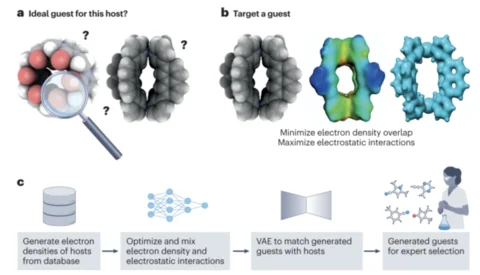 a Ideal guest for this host?
?
?
?
b Target a guest
Minimize electron density overlap
Maximize electrostatic interactions
c
Generate electron
densities of hosts
from database
Optimize and mix
electron density and
electrostatic interactions
VAE to match generated
guests with hosts
Generated guests
for expert selection